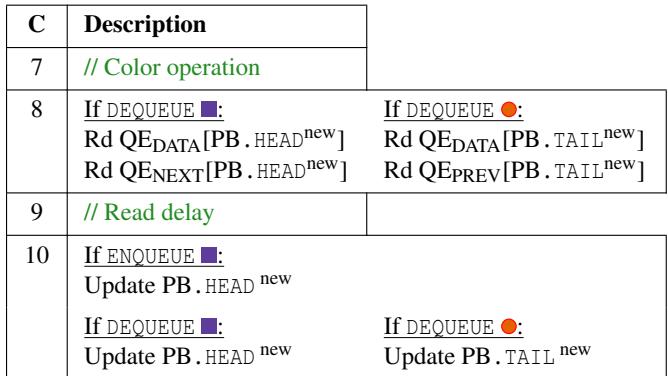 C Description
7 // Color operation
8 If DEQUEUE ■: If DEQUEUE ●:
Rd QE_DATA[PB.HEAD^new] Rd QE_DATA[PB.TAIL^new]
Rd QE_NEXT[PB.HEAD^new] Rd QE_PREV[PB.TAIL^new]
9 // Read delay
10 If ENQUEUE ■:
Update PB.HEAD ^new
If DEQUEUE ■: If DEQUEUE ●:
Update PB.HEAD ^new Update PB.TAIL ^new